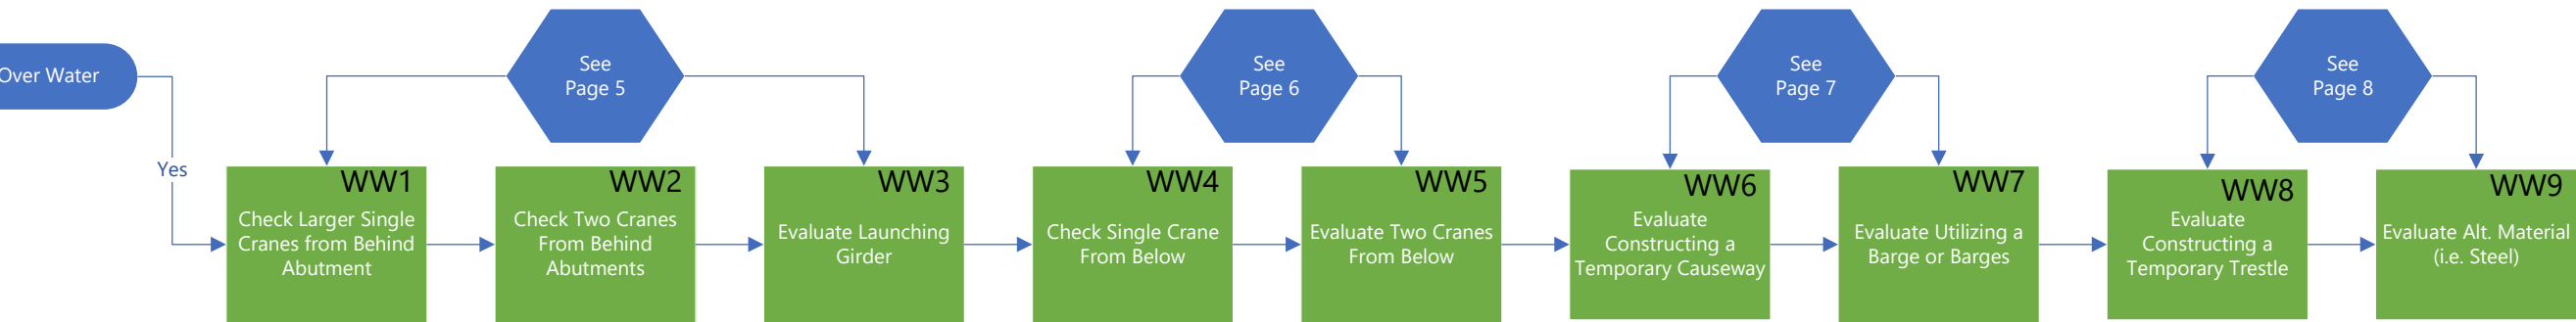 Over Water
Yes
See
Page 5
See
Page 6
See
Page 7
See
Page 8
WW1
Check Larger Single
Cranes from Behind
Abutment
WW2
Check Two Cranes
From Behind
Abutments
WW3
Evaluate Launching
Girder
WW4
Check Single Crane
From Below
WW5
Evaluate Two Cranes
From Below
WW6
Evaluate
Constructing a
Temporary Causeway
WW7
Evaluate Utilizing a
Barge or Barges
WW8
Evaluate
Constructing a
Temporary Trestle
WW9
Evaluate Alt. Material
(i.e. Steel)